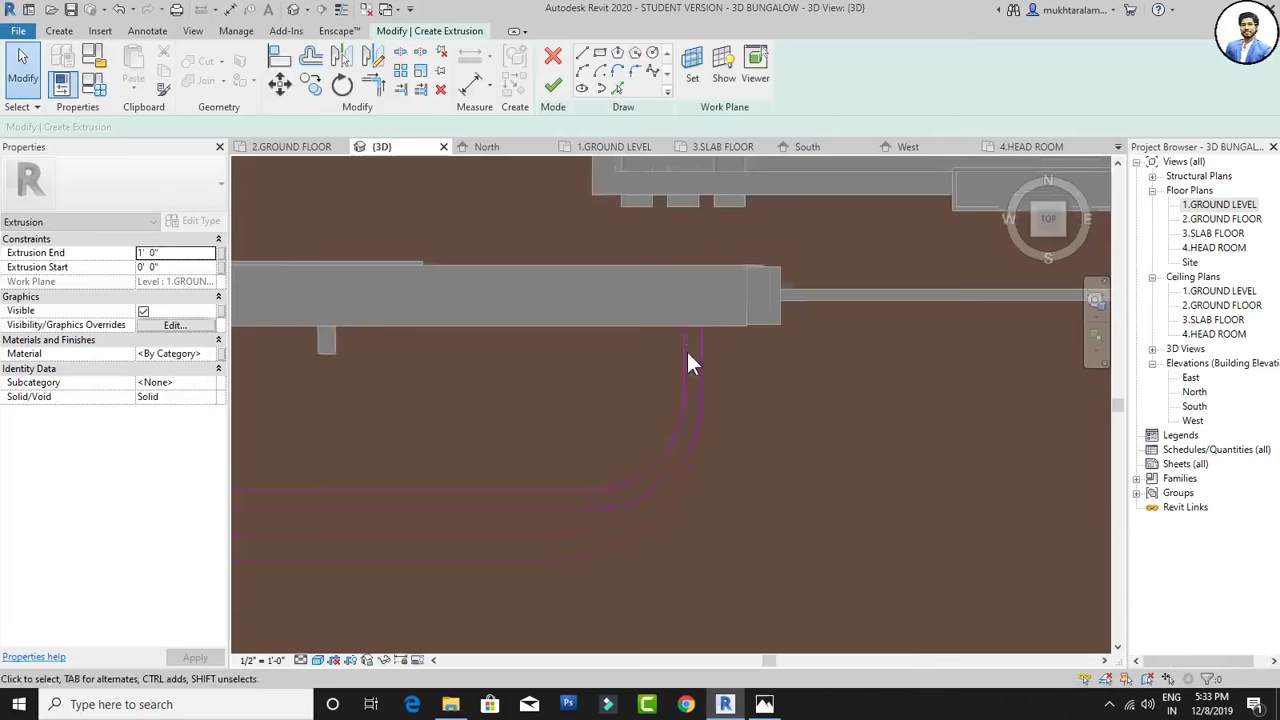 Autodesk Revit 2020 - STUDENT VERSION - 3D BUNGALOW - 3D View: {3D}
mukhtaralam...
File Create Insert Annotate View Manage Add-Ins Enscape™ Modify | Create Extrusion
Modify Paste Cut Join Create Set Show Viewer
Select Properties Clipboard Geometry Modify Measure Create Mode Draw Work Plane
Modify | Create Extrusion
Properties
2.GROUND FLOOR {3D} North 1.GROUND LEVEL 3.SLAB FLOOR South West 4.HEAD ROOM
Project Browser - 3D BUNGAL...
Extrusion Edit Type
Constraints
Extrusion End 1' 0"
Extrusion Start 0' 0"
Work Plane Level : 1.GROUN...
Graphics
Visible
Visibility/Graphics Overrides Edit...
Materials and Finishes
Material <By Category>
Identity Data
Subcategory <None>
Solid/Void Solid
N
W TOP E
S
Views (all)
Structural Plans
Floor Plans
1.GROUND LEVEL
2.GROUND FLOOR
3.SLAB FLOOR
4.HEAD ROOM
Site
Ceiling Plans
1.GROUND LEVEL
2.GROUND FLOOR
3.SLAB FLOOR
4.HEAD ROOM
3D Views
Elevations (Building Elevati
East
North
South
West
Legends
Schedules/Quantities (all)
Sheets (all)
Families
Groups
Revit Links
Properties help Apply
1/2" = 1'-0"
Click to select, TAB for alternates, CTRL adds, SHIFT unselects.
:0
Type here to search
ENG 5:33 PM
IN 12/8/2019